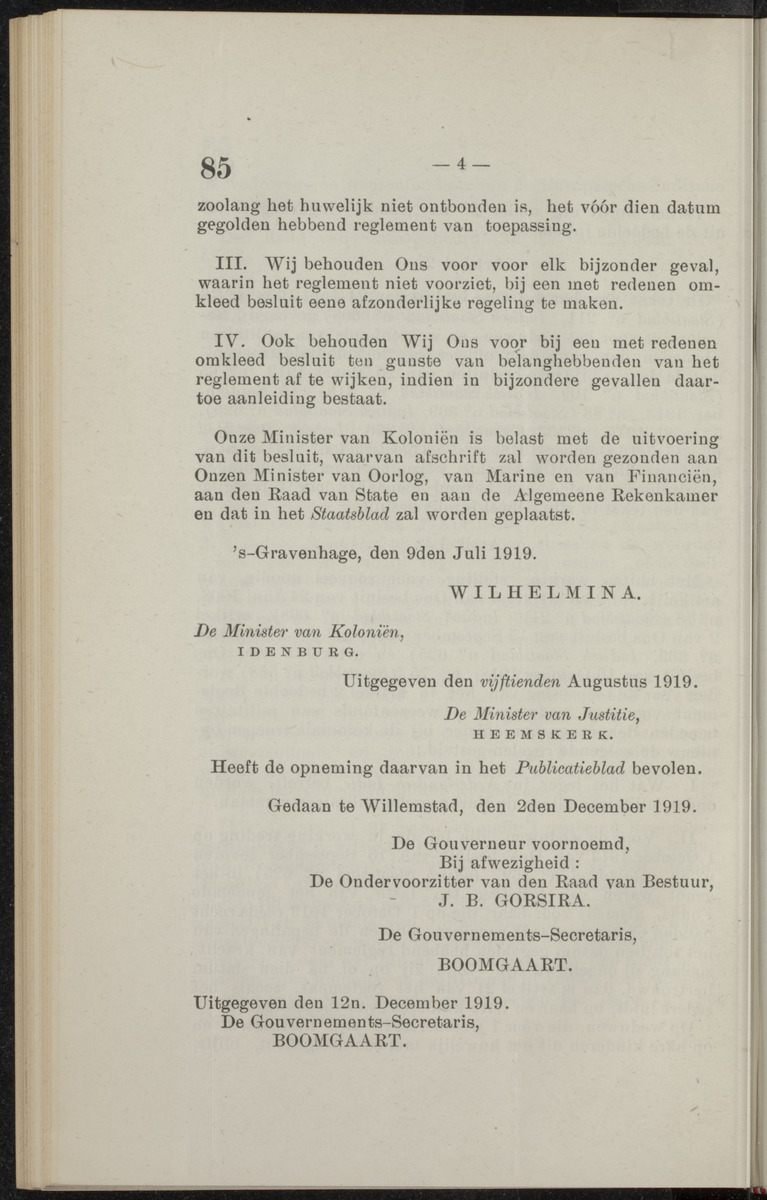 85
— 4 —
zoolang het huwelijk niet ontbonden is, het vóór dien datum
gegolden hebbend reglement van toepassing.
III. Wij behouden Ons voor voor elk bijzonder geval,
waarin het reglement niet voorziet, bij een met redenen om-
kleed besluit eene afzonderlijke regeling te maken.
IV. Ook behouden Wij Ons voor bij een met redenen
omkleed besluit ten gunste van belanghebbenden van het
reglement af te wijken, indien in bijzondere gevallen daar-
toe aanleiding bestaat.
Onze Minister van Koloniën is belast met de uitvoering
van dit besluit, waarvan afschrift zal worden gezonden aan
Onzen Minister van Oorlog, van Marine en van Financiën,
aan den Raad van State en aan de Algemeene Rekenkamer
en dat in het Staatsblad zal worden geplaatst.
's-Gravenhage, den 9den Juli 1919.
WILHELMINA.
De Minister van Koloniën,
IDENBURG.
Uitgegeven den vijftienden Augustus 1919.
De Minister van Justitie,
HEEMSKERK.
Heeft de opneming daarvan in het Publicatieblad bevolen.
Gedaan te Willemstad, den 2den December 1919.
De Gouverneur voornoemd,
Bij afwezigheid :
De Ondervoorzitter van den Raad van Bestuur,
J. B. GORSIRA.
De Gouvernements-Secretaris,
BOOMGAART.
Uitgegeven den 12n. December 1919.
De Gouvernements-Secretaris,
BOOMGAART.